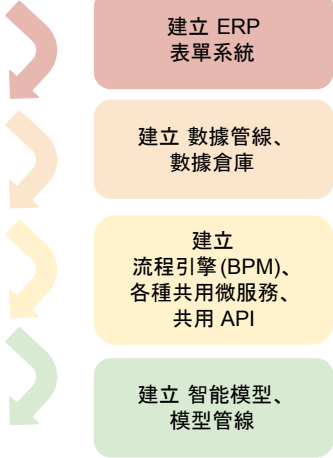 建立 ERP
表單系統
建立 數據管線、
數據倉庫
建立
流程引擎(BPM)、
各種共用微服務、
共用 API
建立 智能模型、
模型管線